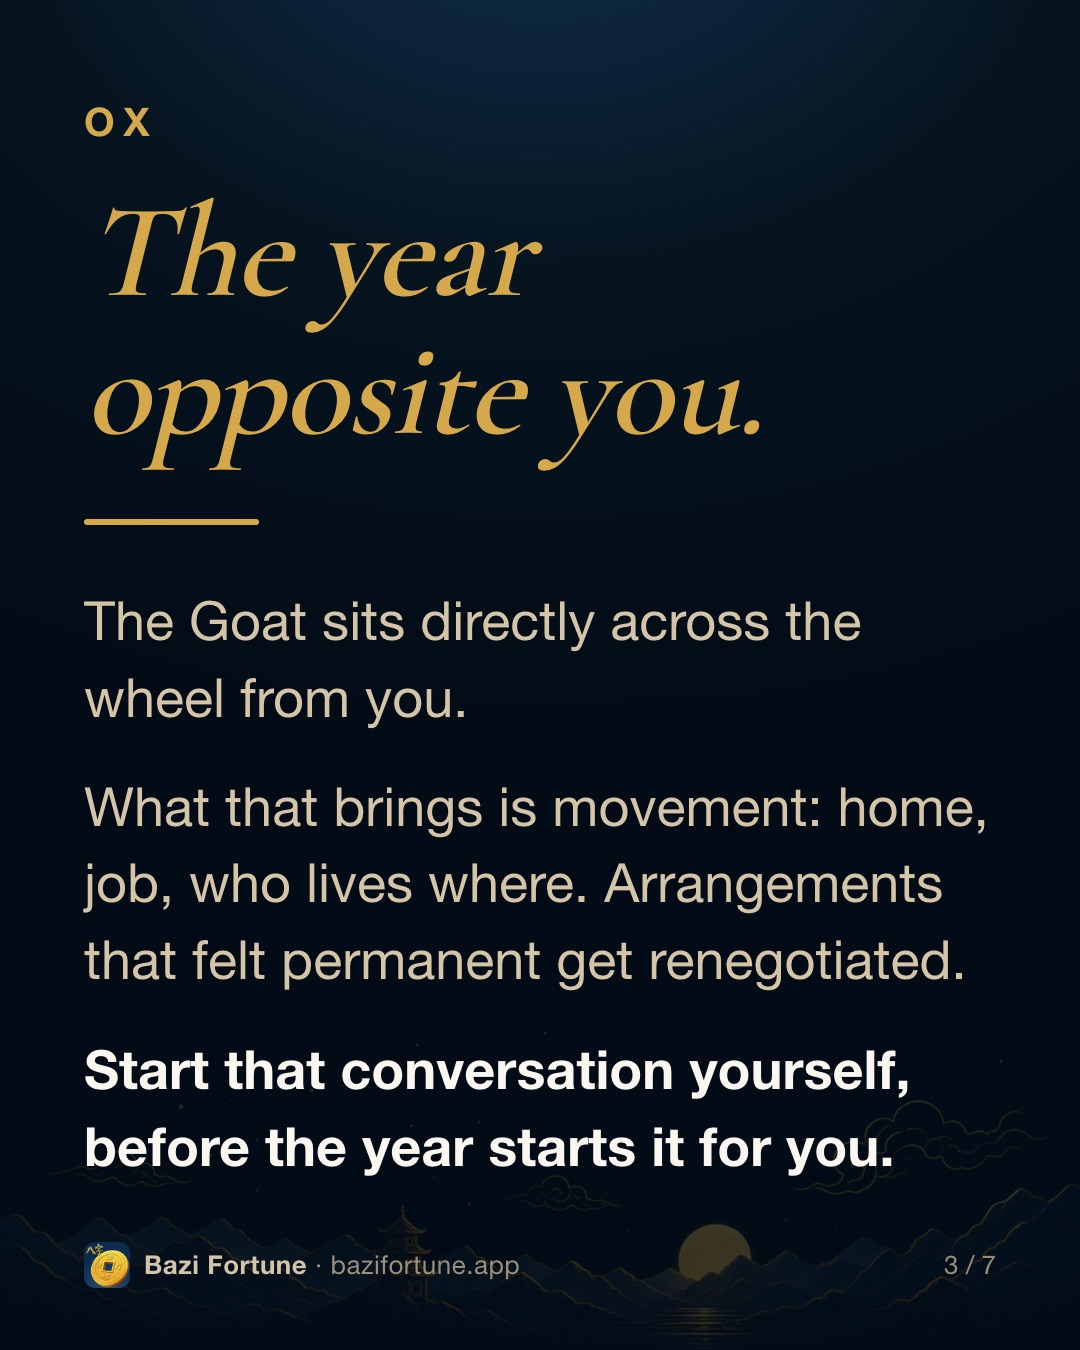 OX
The year
opposite you.
The Goat sits directly across the
wheel from you.
What that brings is movement: home,
job, who lives where. Arrangements
that felt permanent get renegotiated.
Start that conversation yourself,
before the year starts it for you.
八字
Bazi Fortune · bazifortune.app
3 / 7